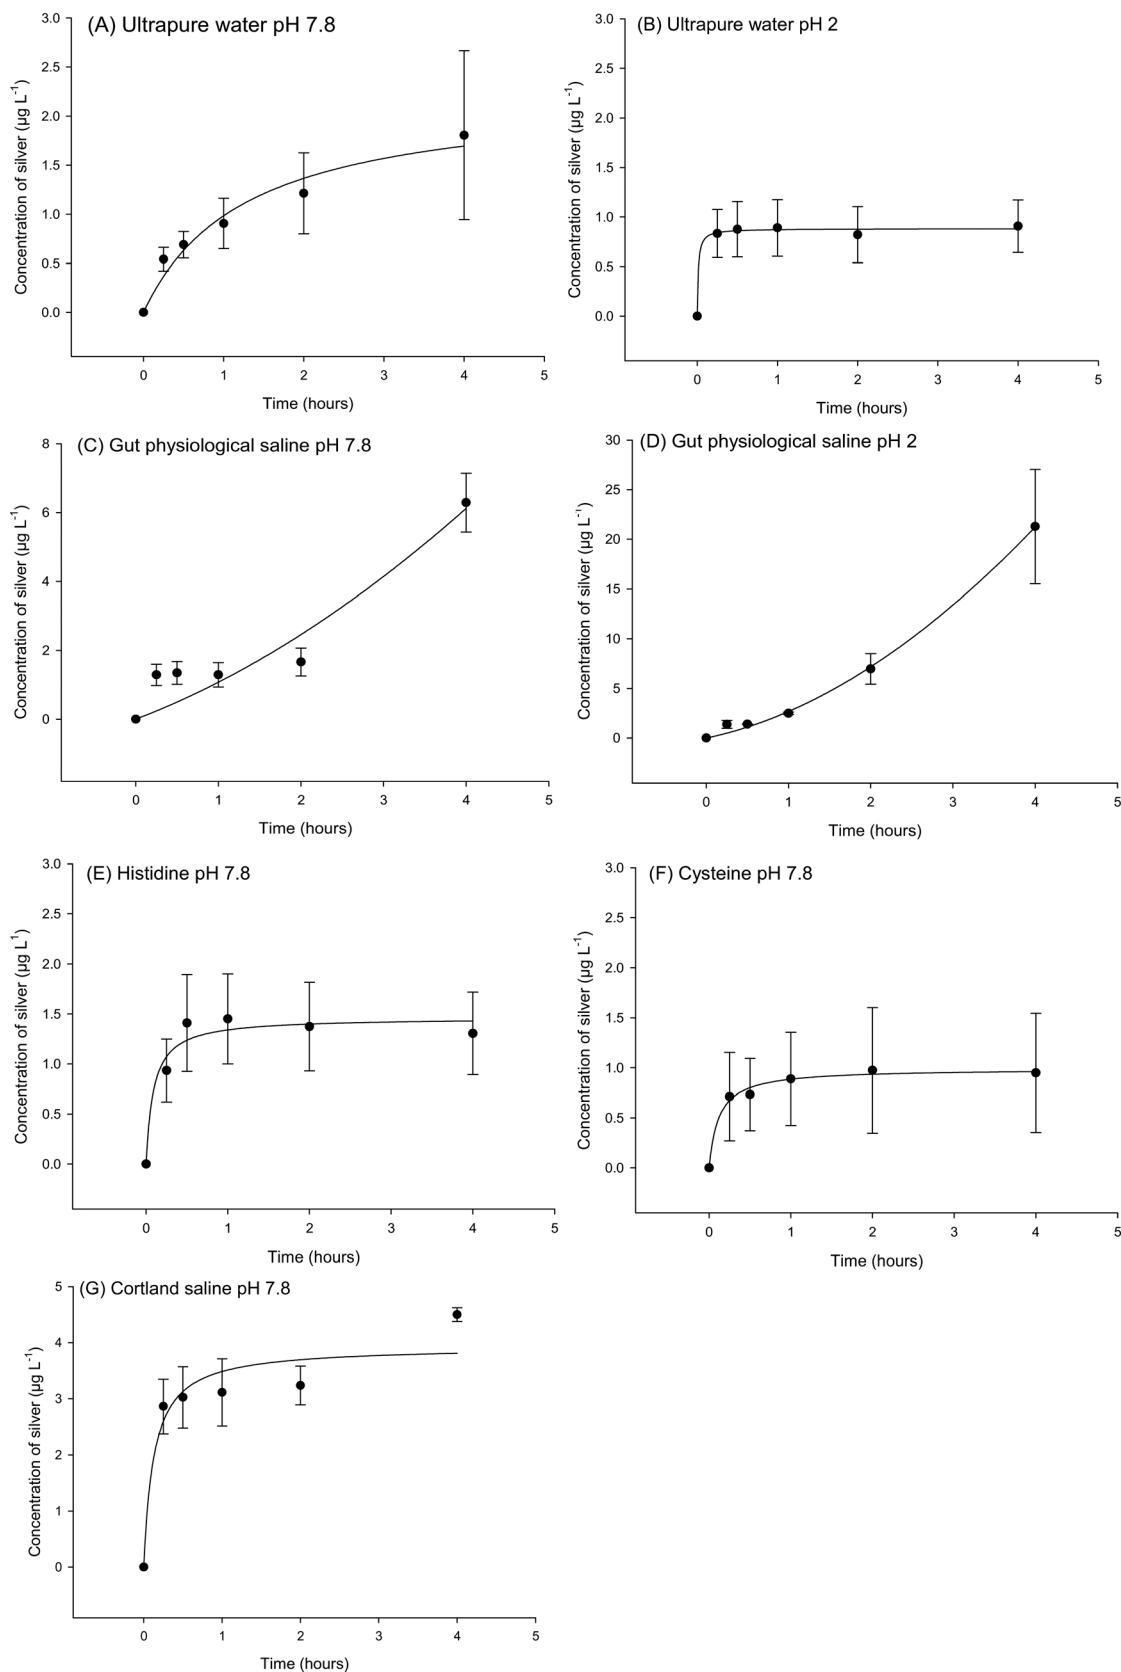 (A) Ultrapure water pH 7.8
Concentration of silver (µg L-1)
3.0
2.5
2.0
1.5
1.0
0.5
0.0
0 1 2 3 4 5
Time (hours)
(B) Ultrapure water pH 2
Concentration of silver (µg L-1)
3.0
2.5
2.0
1.5
1.0
0.5
0.0
0 1 2 3 4 5
Time (hours)
(C) Gut physiological saline pH 7.8
Concentration of silver (µg L-1)
8
6
4
2
0
0 1 2 3 4 5
Time (hours)
(D) Gut physiological saline pH 2
Concentration of silver (µg L-1)
30
25
20
15
10
5
0
0 1 2 3 4 5
Time (hours)
(E) Histidine pH 7.8
Concentration of silver (µg L-1)
3.0
2.5
2.0
1.5
1.0
0.5
0.0
0 1 2 3 4 5
Time (hours)
(F) Cysteine pH 7.8
Concentration of silver (µg L-1)
3.0
2.5
2.0
1.5
1.0
0.5
0.0
0 1 2 3 4 5
Time (hours)
(G) Cortland saline pH 7.8
Concentration of silver (µg L-1)
5
4
3
2
1
0
0 1 2 3 4 5
Time (hours)